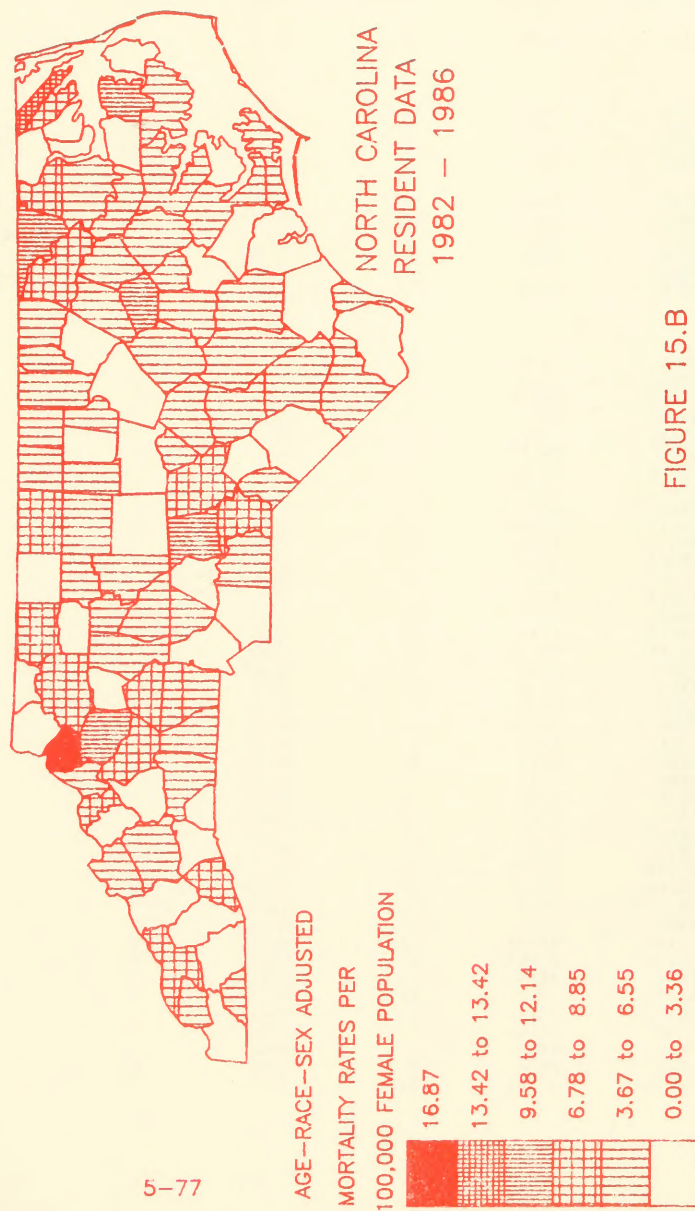 NORTH CAROLINA
RESIDENT DATA
1982 – 1986
AGE–RACE–SEX ADJUSTED
MORTALITY RATES PER
100,000 FEMALE POPULATION
16.87
13.42 to 13.42
9.58 to 12.14
6.78 to 8.85
3.67 to 6.55
0.00 to 3.36
FIGURE 15.B
5-77